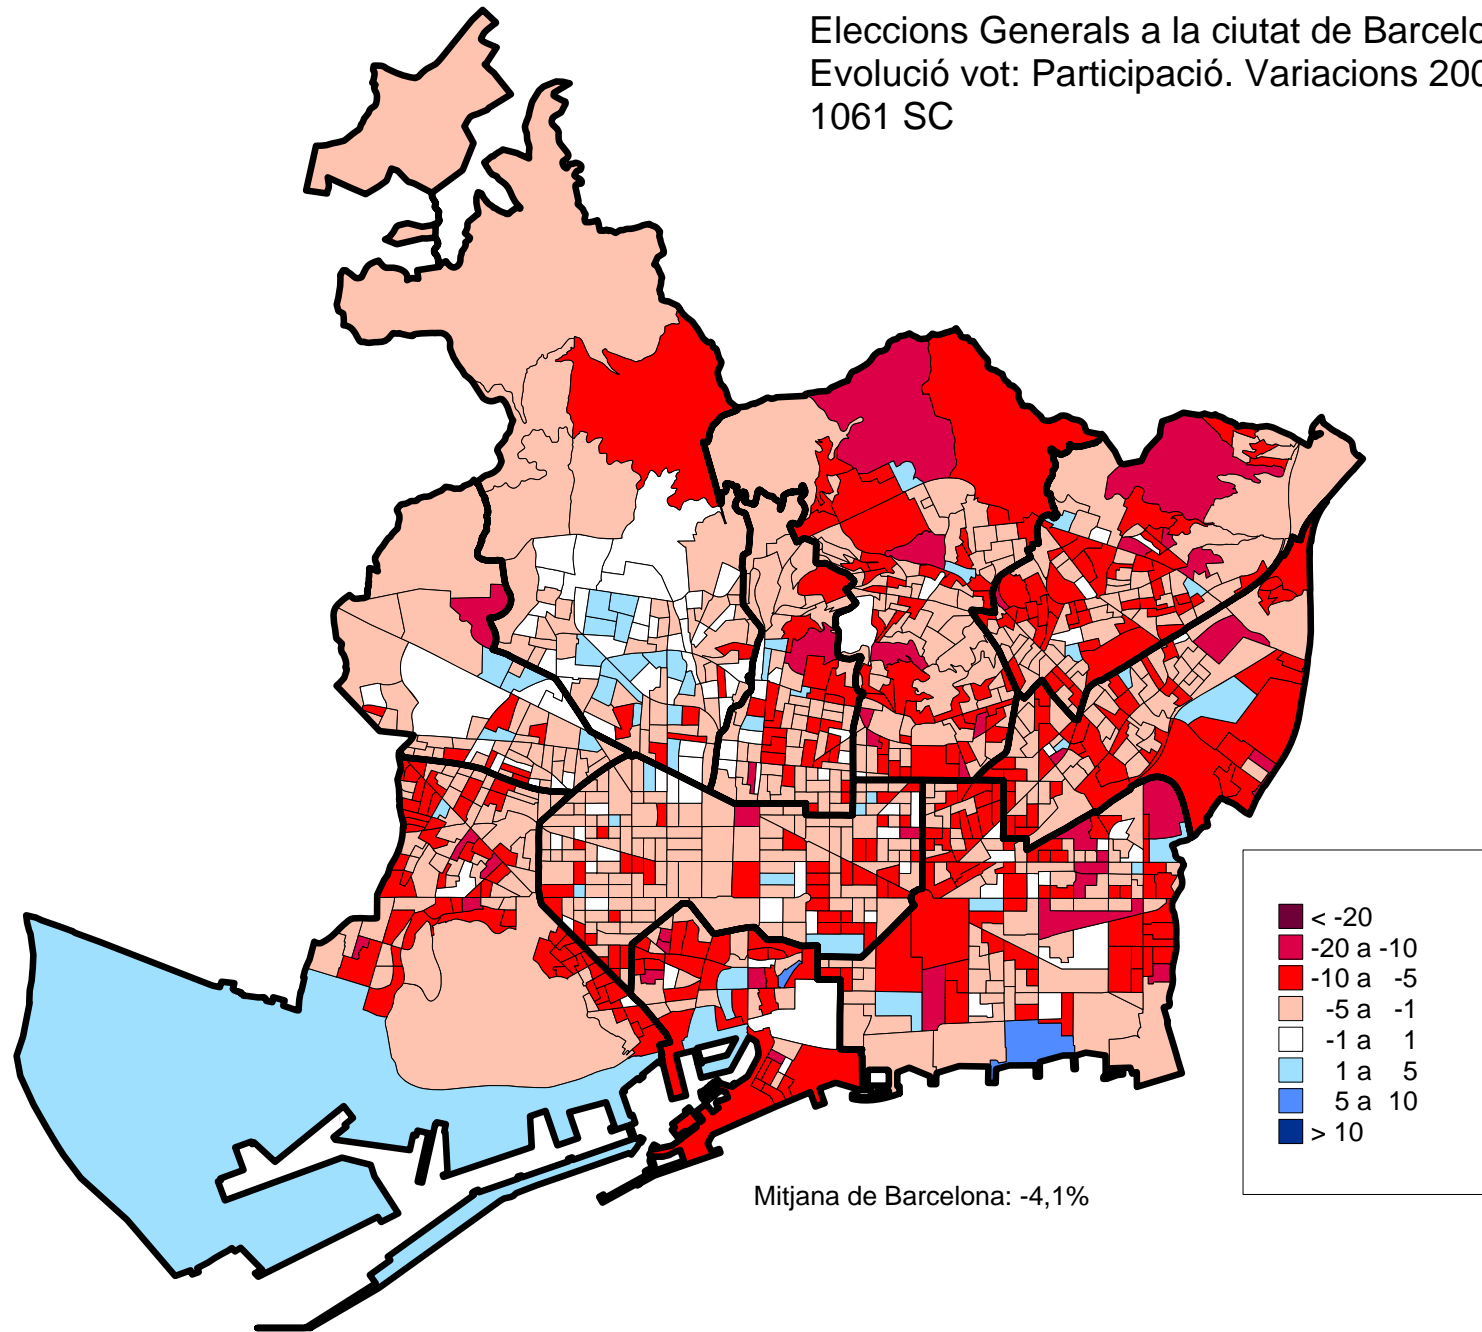 Eleccions Generals a la ciutat de Barcelo
Evolució vot: Participació. Variacions 200
1061 SC
< -20
-20 a -10
-10 a -5
-5 a -1
-1 a 1
1 a 5
5 a 10
> 10
Mitjana de Barcelona: -4,1%